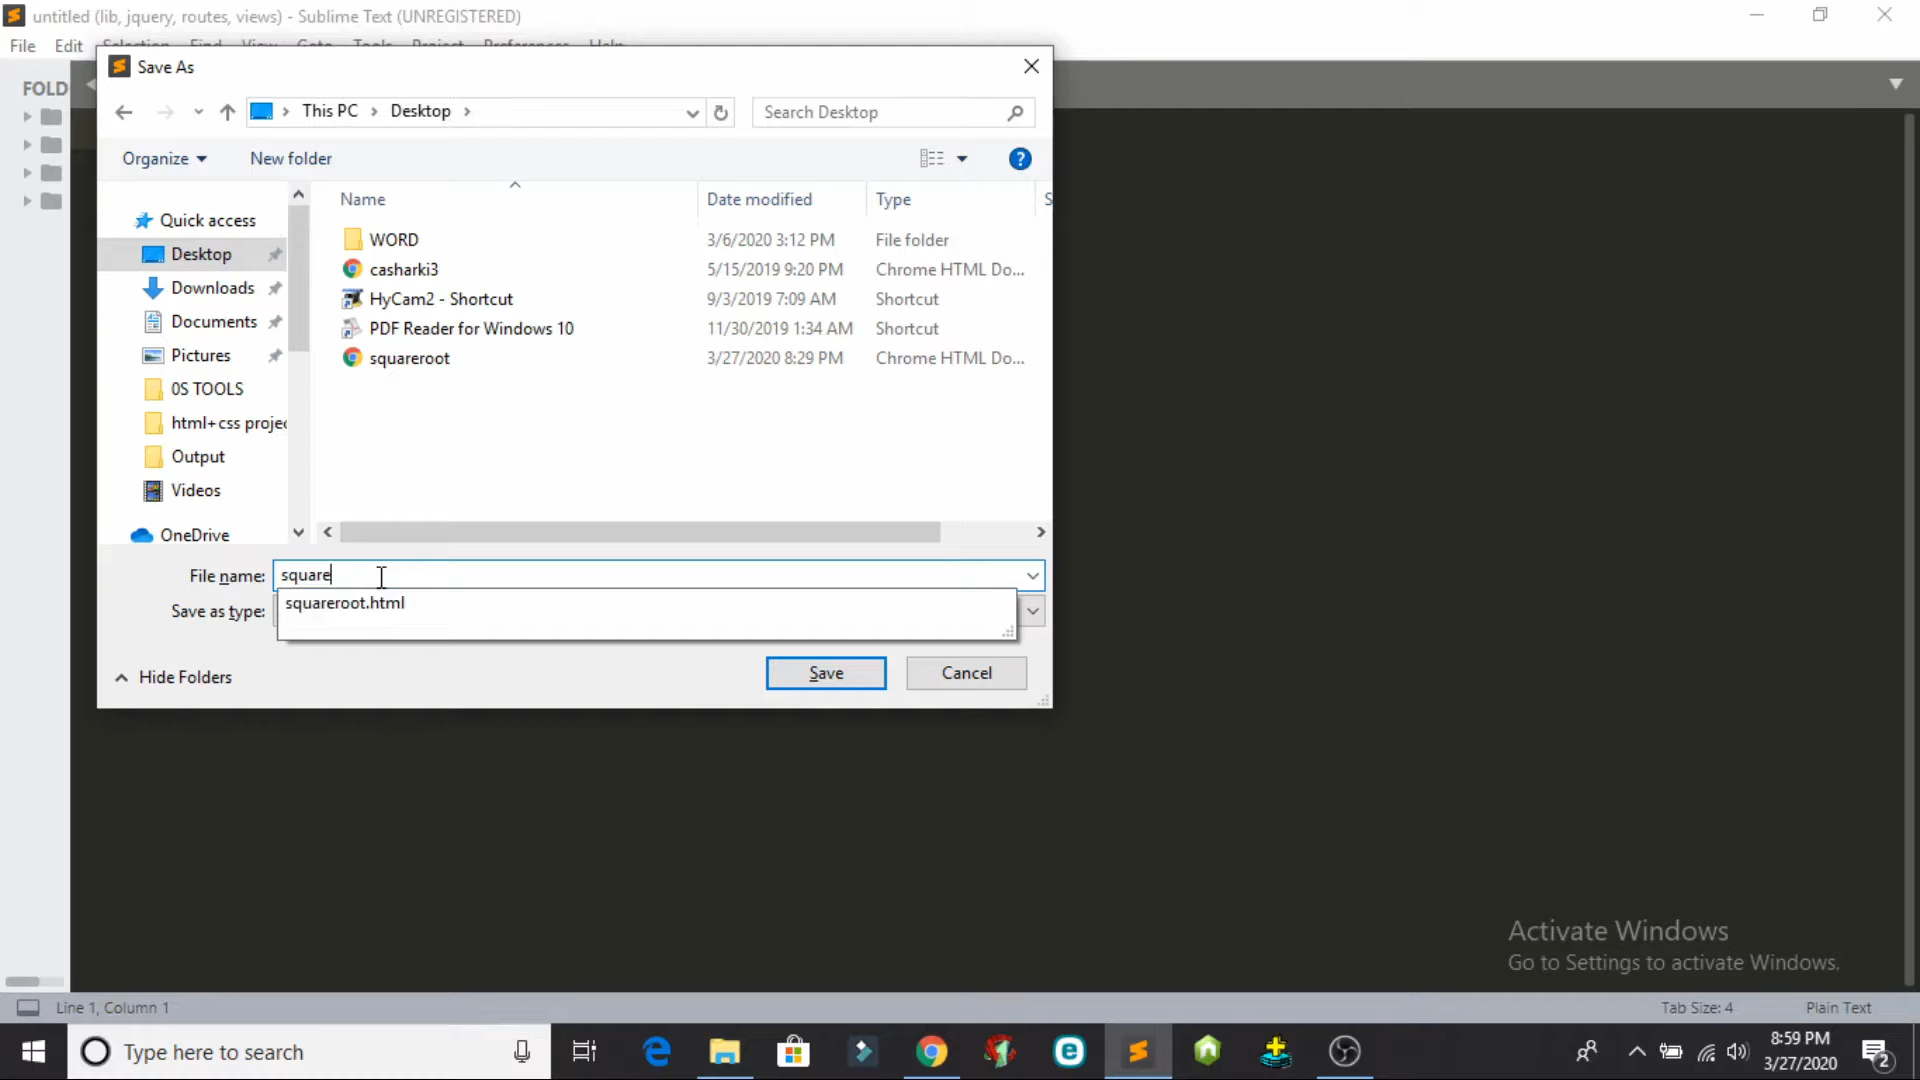 untitled (lib, jquery, routes, views) - Sublime Text (UNREGISTERED)
File Edit Selection Find View Goto Tools Project Preferences Help
Save As
FOLD
This PC > Desktop >
Search Desktop
Organize
New folder
?
Name
Date modified
Type
S
Quick access
Desktop
Downloads
Documents
Pictures
0S TOOLS
html+css projec
Output
Videos
OneDrive
WORD 3/6/2020 3:12 PM File folder
casharki3 5/15/2019 9:20 PM Chrome HTML Do...
HyCam2 - Shortcut 9/3/2019 7:09 AM Shortcut
PDF Reader for Windows 10 11/30/2019 1:34 AM Shortcut
squareroot 3/27/2020 8:29 PM Chrome HTML Do...
File name: square
squareroot.html
Save as type:
Hide Folders
Save
Cancel
Activate Windows
Go to Settings to activate Windows.
Line 1, Column 1
Tab Size: 4
Plain Text
Type here to search
8:59 PM
3/27/2020
2